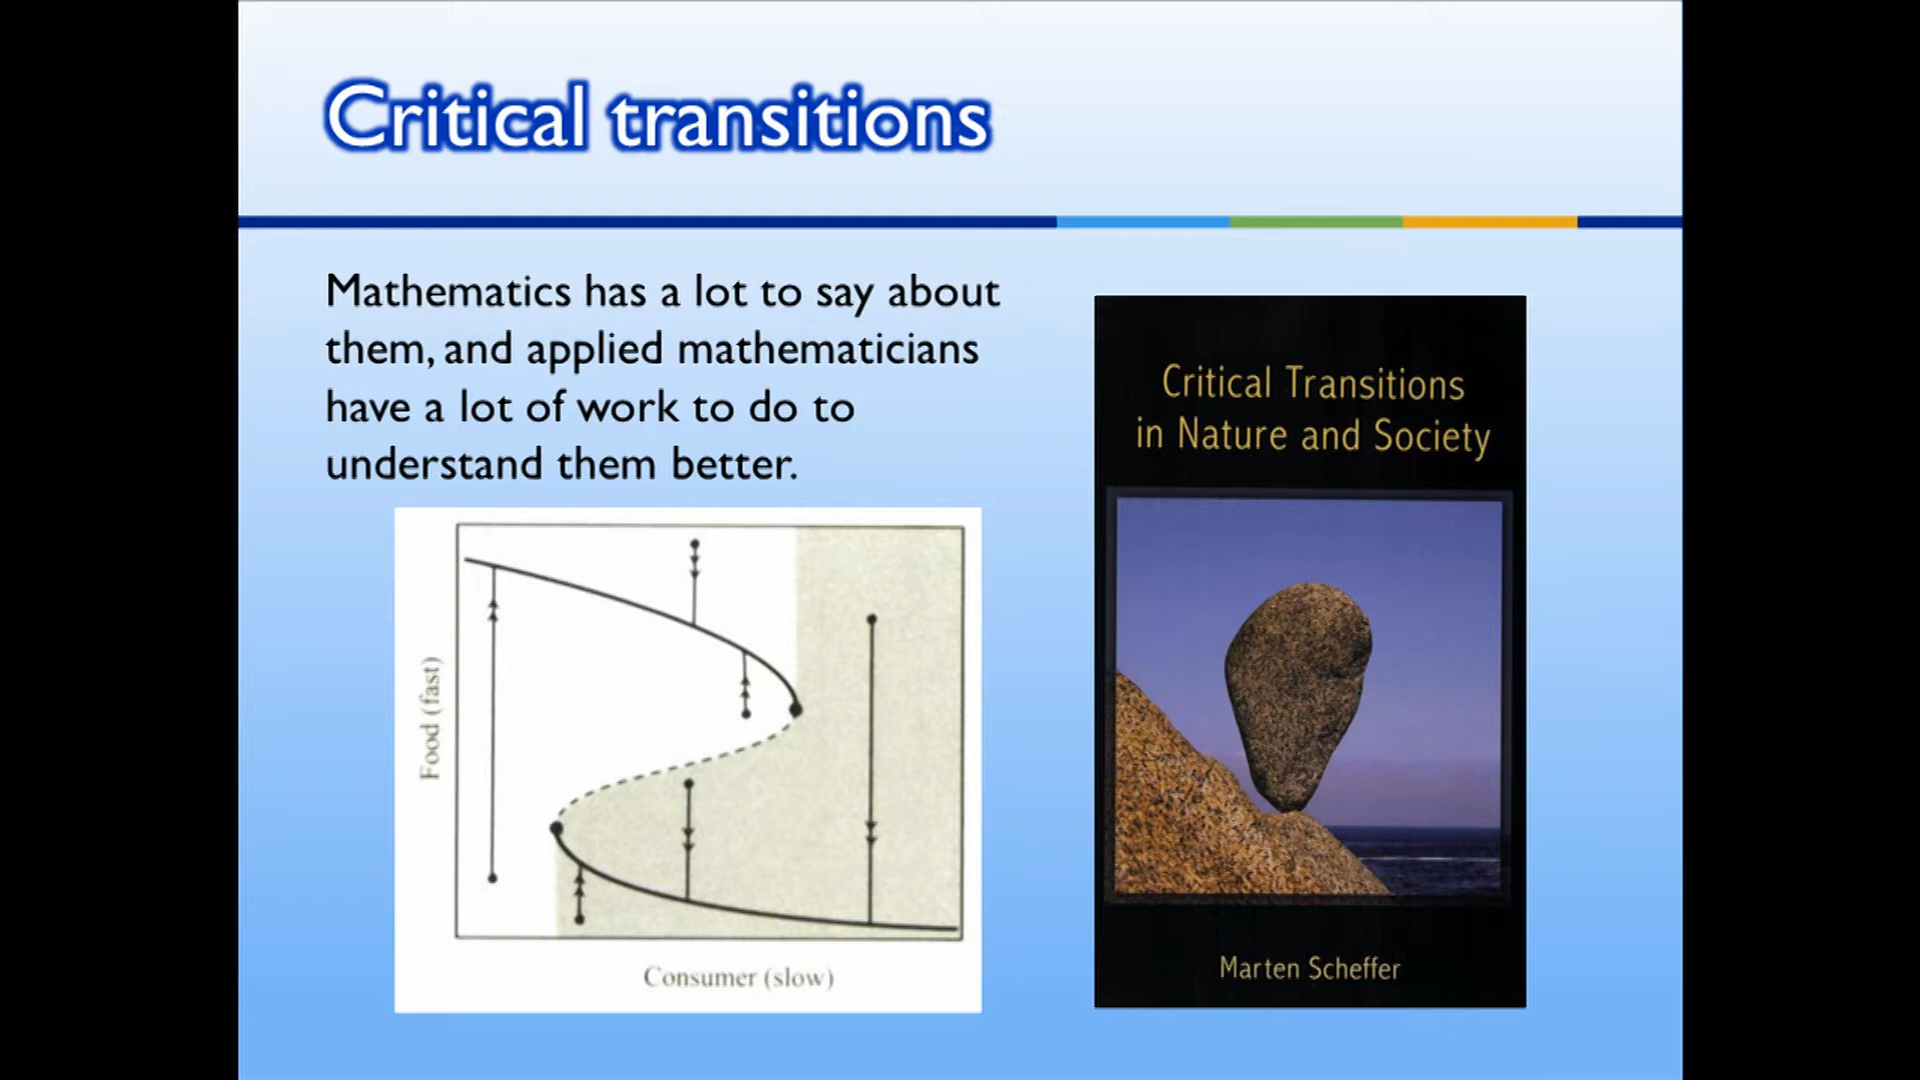 Critical transitions
Mathematics has a lot to say about
them, and applied mathematicians
have a lot of work to do to
understand them better.
Food (fast)
Consumer (slow)
Critical Transitions
in Nature and Society
Marten Scheffer